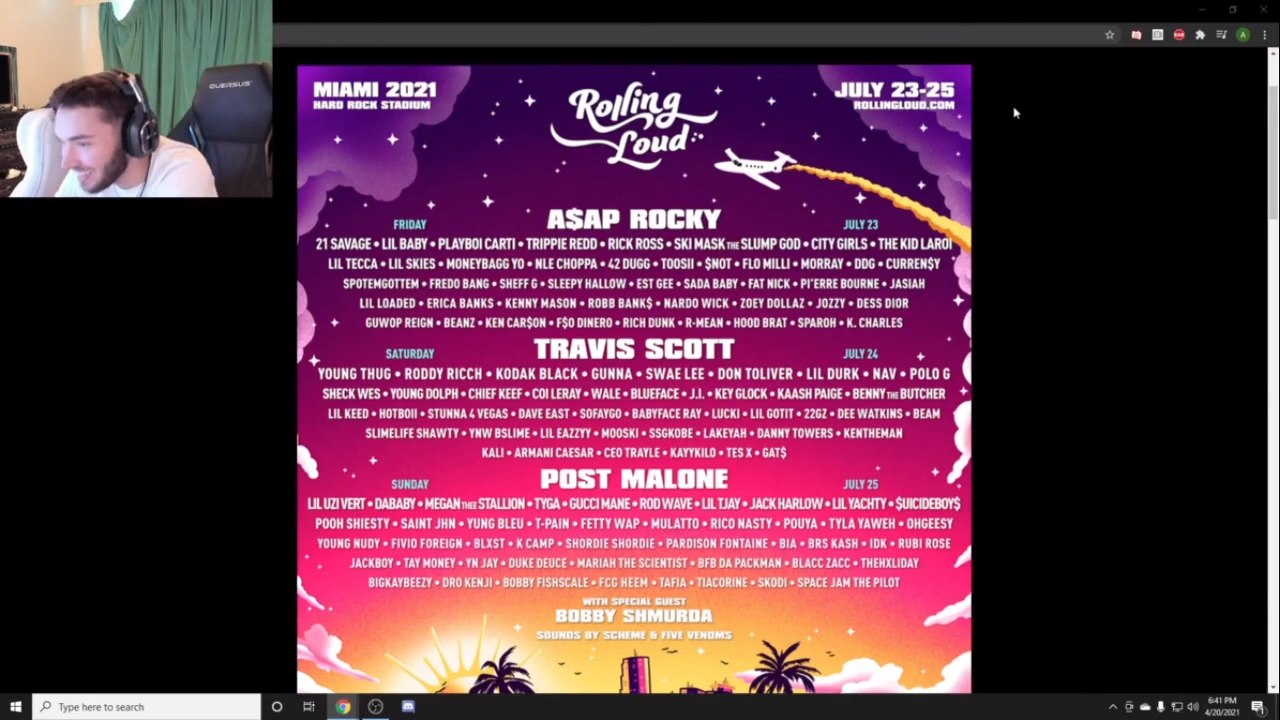 QUERSUS
MIAMI 2021
HARD ROCK STADIUM
Rolling
Loud
JULY 23-25
ROLLINGLOUD.COM
FRIDAY
A$AP ROCKY
JULY 23
21 SAVAGE • LIL BABY • PLAYBOI CARTI • TRIPPIE REDD • RICK ROSS • SKI MASK THE SLUMP GOD • CITY GIRLS • THE KID LAROI
LIL TECCA • LIL SKIES • MONEYBAGG YO • NLE CHOPPA • 42 DUGG • TOOSII • $NOT • FLO MILLI • MORRAY • DDG • CURREN$Y
SPOTEMGOTTEM • FREDO BANG • SHEFF G • SLEEPY HALLOW • EST GEE • SADA BABY • FAT NICK • PI'ERRE BOURNE • JASIAH
LIL LOADED • ERICA BANKS • KENNY MASON • ROBB BANK$ • NARDO WICK • ZOEY DOLLAZ • JOZZY • DESS DIOR
GUWOP REIGN • BEANZ • KEN CAR$ON • F$O DINERO • RICH DUNK • R-MEAN • HOOD BRAT • SPAROH • K. CHARLES
SATURDAY
TRAVIS SCOTT
JULY 24
YOUNG THUG • RODDY RICCH • KODAK BLACK • GUNNA • SWAE LEE • DON TOLIVER • LIL DURK • NAV • POLO G
SHECK WES • YOUNG DOLPH • CHIEF KEEF • COI LERAY • WALE • BLUEFACE • J.I. • KEY GLOCK • KAASH PAIGE • BENNY THE BUTCHER
LIL KEED • HOTBOII • STUNNA 4 VEGAS • DAVE EAST • SOFAYGO • BABYFACE RAY • LUCKI • LIL GOTIT • 22GZ • DEE WATKINS • BEAM
SLIMELIFE SHAWTY • YNW BSLIME • LIL EAZZYY • MOOSKI • SSGKOBE • LAKEYAH • DANNY TOWERS • KENTHEMAN
KALI • ARMANI CAESAR • CEO TRAYLE • KAYYKILO • TES X • GAT$
SUNDAY
POST MALONE
JULY 25
LIL UZI VERT • DABABY • MEGAN THEE STALLION • TYGA • GUCCI MANE • ROD WAVE • LIL TJAY • JACK HARLOW • LIL YACHTY • $UICIDEBOY$
POOH SHIESTY • SAINT JHN • YUNG BLEU • T-PAIN • FETTY WAP • MULATTO • RICO NASTY • POUYA • TYLA YAWEH • OHGEESY
YOUNG NUDY • FIVIO FOREIGN • BLXST • K CAMP • SHORDIE SHORDIE • PARDISON FONTAINE • BIA • BRS KASH • IDK • RUBI ROSE
JACKBOY • TAY MONEY • YN JAY • DUKE DEUCE • MARIAH THE SCIENTIST • BFB DA PACKMAN • BLACC ZACC • THEHXLIDAY
BIGKAYBEEZY • DRO KENJI • BOBBY FISHSCALE • FCG HEEM • TAFIA • TIACORINE • SKODI • SPACE JAM THE PILOT
WITH SPECIAL GUEST
BOBBY SHMURDA
SOUNDS BY SCHEME & FIVE VENOMS
Type here to search
6:41 PM
4/20/2021